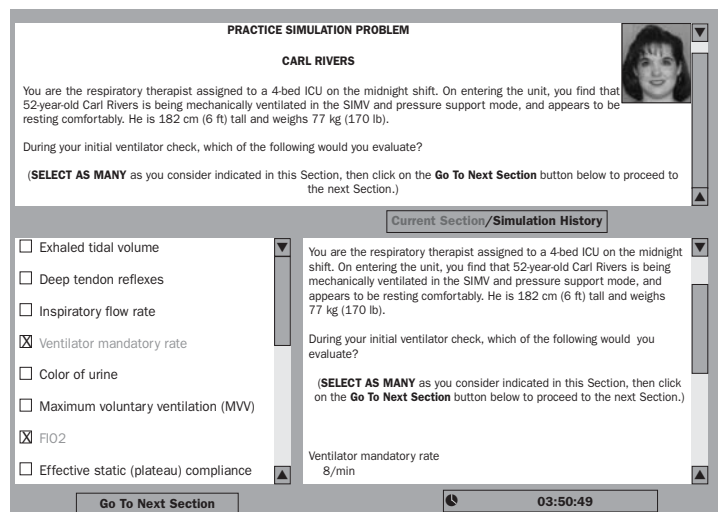 PRACTICE SIMULATION PROBLEM
CARL RIVERS
You are the respiratory therapist assigned to a 4-bed ICU on the midnight shift. On entering the unit, you find that
52-year-old Carl Rivers is being mechanically ventilated in the SIMV and pressure support mode, and appears to be
resting comfortably. He is 182 cm (6 ft) tall and weighs 77 kg (170 lb).
During your initial ventilator check, which of the following would you evaluate?
(SELECT AS MANY as you consider indicated in this Section, then click on the Go To Next Section button below to proceed to
the next Section.)
Current Section/Simulation History
Exhaled tidal volume
Deep tendon reflexes
Inspiratory flow rate
X Ventilator mandatory rate
Color of urine
Maximum voluntary ventilation (MVV)
X FIO2
Effective static (plateau) compliance
Go To Next Section
You are the respiratory therapist assigned to a 4-bed ICU on the midnight
shift. On entering the unit, you find that 52-year-old Carl Rivers is being
mechanically ventilated in the SIMV and pressure support mode, and
appears to be resting comfortably. He is 182 cm (6 ft) tall and weighs
77 kg (170 lb).
During your initial ventilator check, which of the following would you
evaluate?
(SELECT AS MANY as you consider indicated in this Section, then click
on the Go To Next Section button below to proceed to the next Section.)
Ventilator mandatory rate
8/min
03:50:49